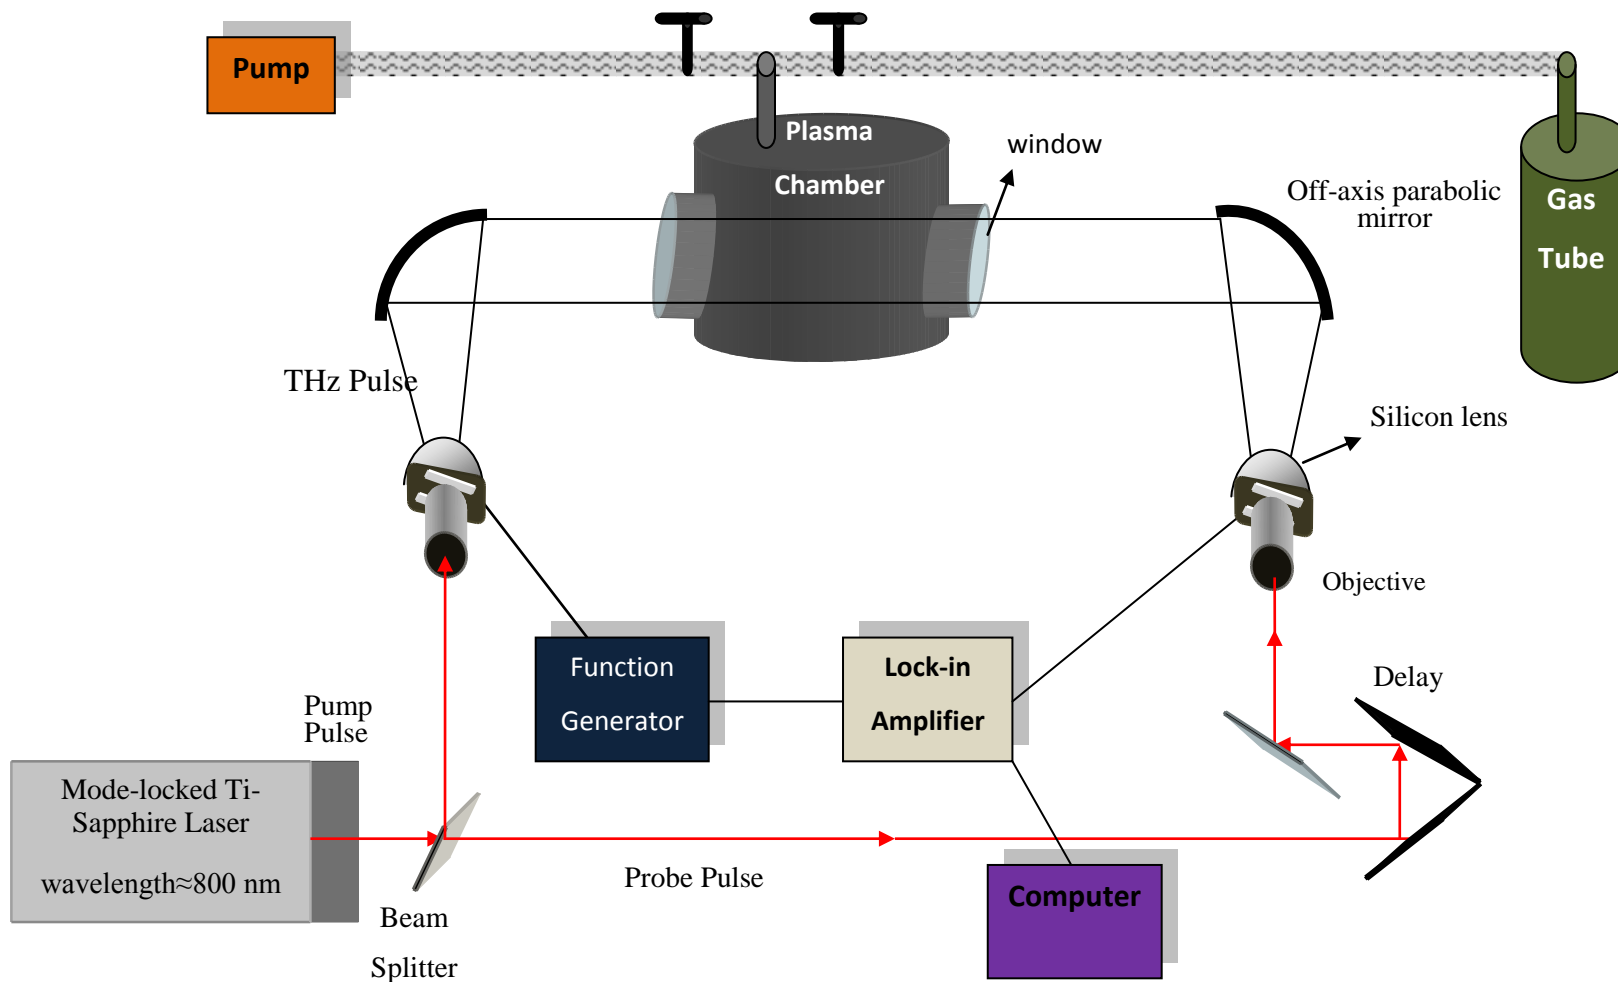 Pump
Plasma
Chamber
window
Off-axis parabolic
mirror
Gas
Tube
THz Pulse
Silicon lens
Objective
Function
Generator
Lock-in
Amplifier
Delay
Pump
Pulse
Mode-locked Ti-
Sapphire Laser
wavelength≈800 nm
Probe Pulse
Computer
Beam
Splitter